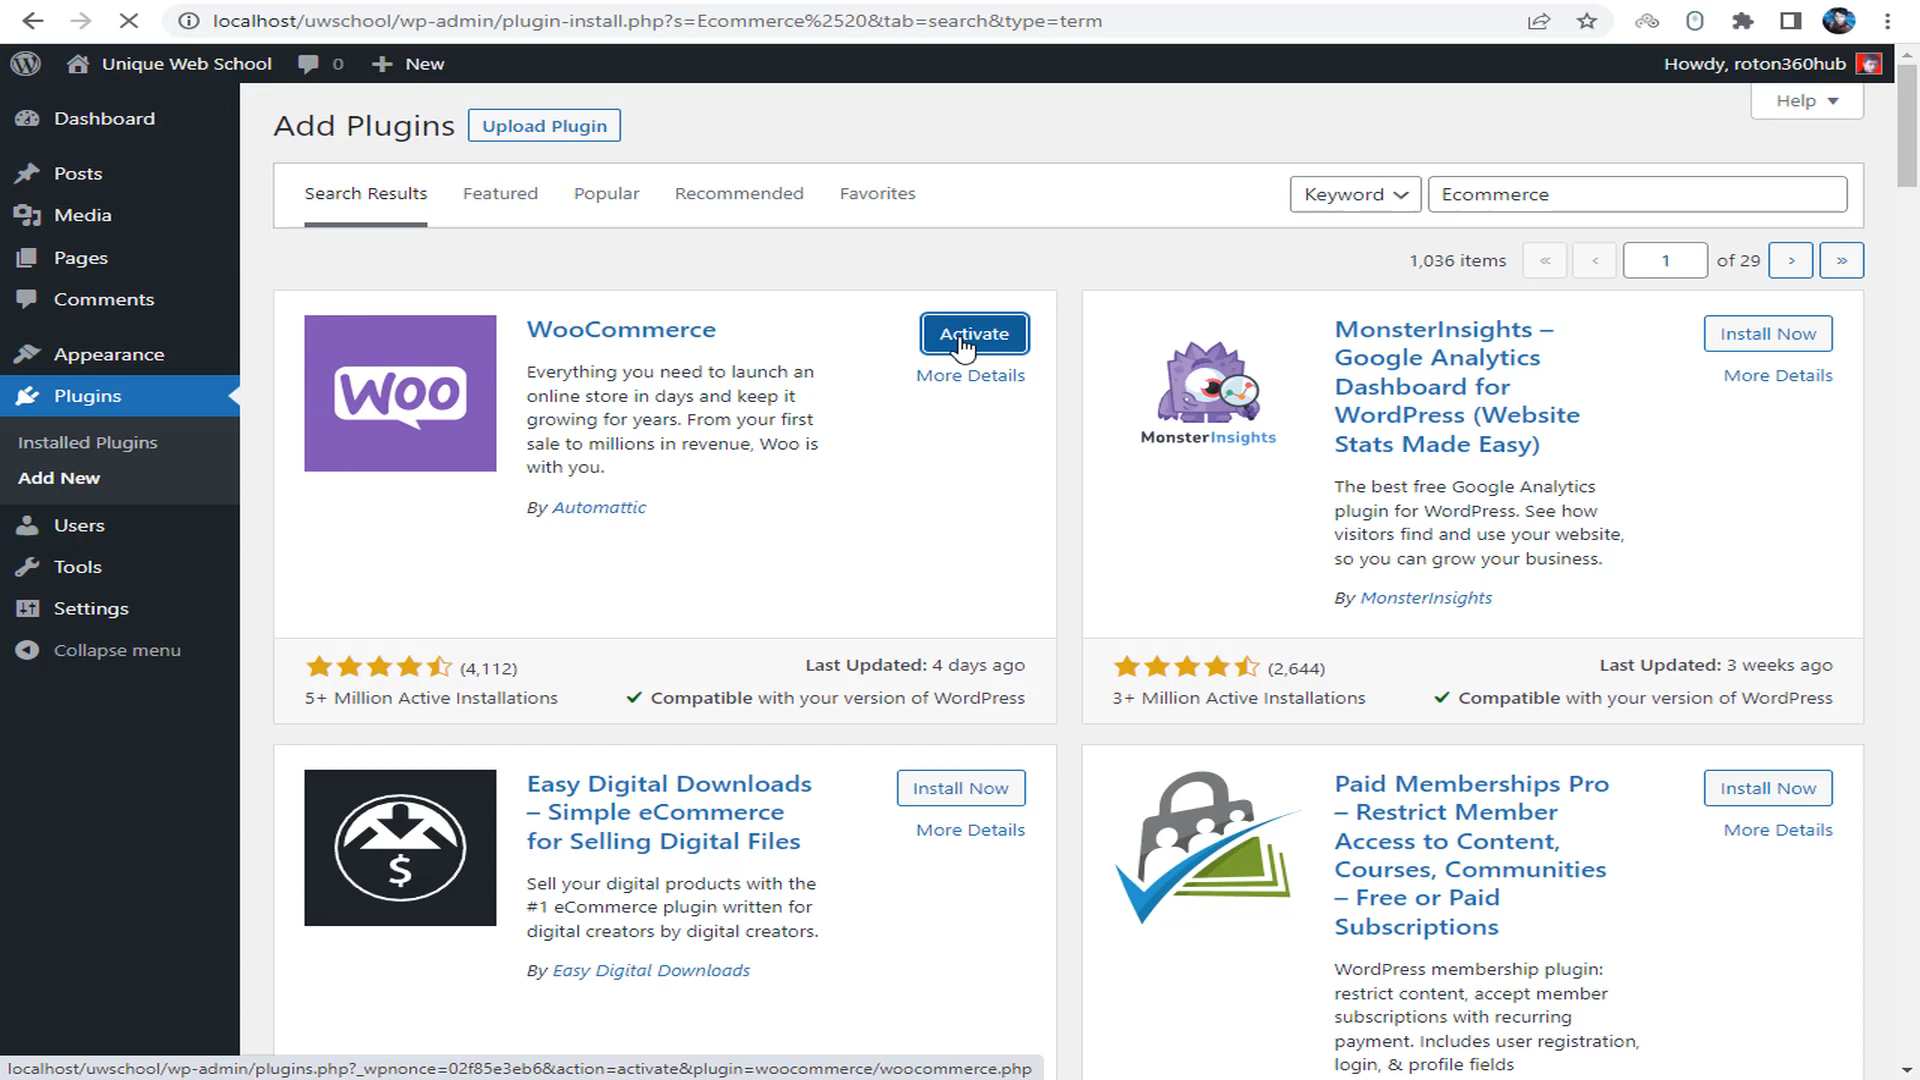 localhost/uwschool/wp-admin/plugin-install.php?s=Ecommerce%2520&tab=search&type=term
Unique Web School
0
New
Howdy, roton360hub
Help
Dashboard
Posts
Media
Pages
Comments
Appearance
Plugins
Installed Plugins
Add New
Users
Tools
Settings
Collapse menu
Add Plugins
Upload Plugin
Search Results
Featured
Popular
Recommended
Favorites
Keyword
Ecommerce
1,036 items
«
‹
1
of 29
›
»
WOO
WooCommerce
Everything you need to launch an
online store in days and keep it
growing for years. From your first
sale to millions in revenue, Woo is
with you.
By Automattic
Activate
More Details
(4,112)
5+ Million Active Installations
Last Updated: 4 days ago
Compatible with your version of WordPress
MonsterInsights
MonsterInsights –
Google Analytics
Dashboard for
WordPress (Website
Stats Made Easy)
The best free Google Analytics
plugin for WordPress. See how
visitors find and use your website,
so you can grow your business.
By MonsterInsights
Install Now
More Details
(2,644)
3+ Million Active Installations
Last Updated: 3 weeks ago
Compatible with your version of WordPress
$
Easy Digital Downloads
– Simple eCommerce
for Selling Digital Files
Sell your digital products with the
#1 eCommerce plugin written for
digital creators by digital creators.
By Easy Digital Downloads
Install Now
More Details
Paid Memberships Pro
– Restrict Member
Access to Content,
Courses, Communities
– Free or Paid
Subscriptions
WordPress membership plugin:
restrict content, accept member
subscriptions with recurring
payment. Includes user registration,
login, & profile fields
Install Now
More Details
localhost/uwschool/wp-admin/plugins.php?_wpnonce=02f85e3eb6&action=activate&plugin=woocommerce/woocommerce.php